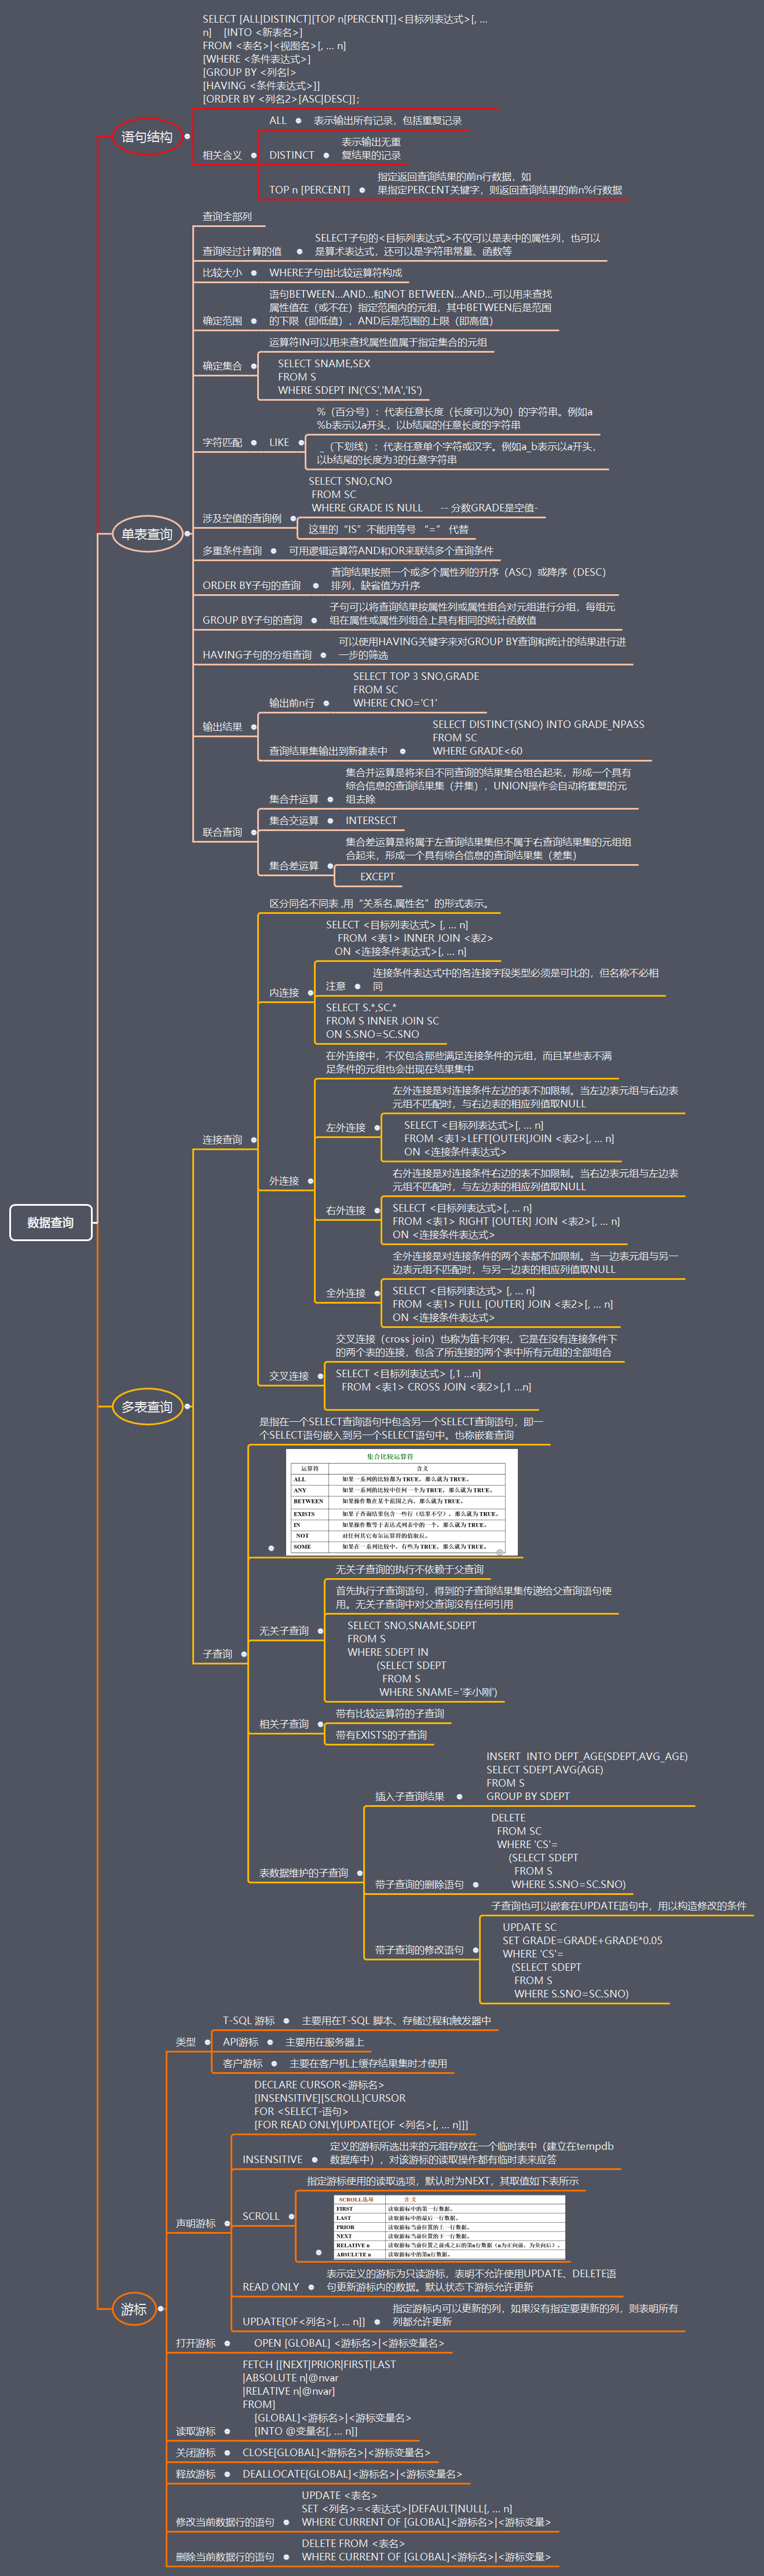 数据查询
语句结构
SELECT [ALL|DISTINCT][TOP n[PERCENT]]<目标列表达式>[, ...
n] [INTO <新表名>]
FROM <表名>|<视图名>[, ... n]
[WHERE <条件表达式>]
[GROUP BY <列名l>
[HAVING <条件表达式>]]
[ORDER BY <列名2>[ASC|DESC]];
相关含义
ALL
表示输出所有记录，包括重复记录
DISTINCT
表示输出无重
复结果的记录
TOP n [PERCENT]
指定返回查询结果的前n行数据，如
果指定PERCENT关键字，则返回查询结果的前n%行数据
单表查询
查询全部列
查询经过计算的值
SELECT子句的<目标列表达式>不仅可以是表中的属性列，也可以
是算术表达式，还可以是字符串常量、函数等
比较大小
WHERE子句由比较运算符构成
确定范围
语句BETWEEN...AND...和NOT BETWEEN...AND...可以用来查找
属性值在（或不在）指定范围内的元组，其中BETWEEN后是范围
的下限（即低值），AND后是范围的上限（即高值）
确定集合
运算符IN可以用来查找属性值属于指定集合的元组
SELECT SNAME,SEX
FROM S
WHERE SDEPT IN('CS','MA','IS')
字符匹配
LIKE
%（百分号）：代表任意长度（长度可以为0）的字符串。例如a
%b表示以a开头，以b结尾的任意长度的字符串
_（下划线）：代表任意单个字符或汉字。例如a_b表示以a开头，
以b结尾的长度为3的任意字符串
涉及空值的查询例
SELECT SNO,CNO
FROM SC
WHERE GRADE IS NULL -- 分数GRADE是空值-
这里的“IS”不能用等号 “=” 代替
多重条件查询
可用逻辑运算符AND和OR来联结多个查询条件
ORDER BY子句的查询
查询结果按照一个或多个属性列的升序（ASC）或降序（DESC）
排列，缺省值为升序
GROUP BY子句的查询
子句可以将查询结果按属性列或属性组合对元组进行分组，每组元
组在属性或属性列组合上具有相同的统计函数值
HAVING子句的分组查询
可以使用HAVING关键字来对GROUP BY查询和统计的结果进行进
一步的筛选
输出结果
输出前n行
SELECT TOP 3 SNO,GRADE
FROM SC
WHERE CNO='C1'
查询结果集输出到新建表中
SELECT DISTINCT(SNO) INTO GRADE_NPASS
FROM SC
WHERE GRADE<60
联合查询
集合并运算
集合并运算是将来自不同查询的结果集合组合起来，形成一个具有
综合信息的查询结果集（并集），UNION操作会自动将重复的元
组去除
集合交运算
INTERSECT
集合差运算
集合差运算是将属于左查询结果集但不属于右查询结果集的元组组
合起来，形成一个具有综合信息的查询结果集（差集）
EXCEPT
多表查询
连接查询
区分同名不同表 ,用“关系名.属性名”的形式表示。
内连接
SELECT <目标列表达式> [, ... n]
FROM <表1> INNER JOIN <表2>
ON <连接条件表达式>[, ... n]
注意
连接条件表达式中的各连接字段类型必须是可比的，但名称不必相
同
SELECT S.*,SC.*
FROM S INNER JOIN SC
ON S.SNO=SC.SNO
外连接
在外连接中，不仅包含那些满足连接条件的元组，而且某些表不满
足条件的元组也会出现在结果集中
左外连接
左外连接是对连接条件左边的表不加限制。当左边表元组与右边表
元组不匹配时，与右边表的相应列值取NULL
SELECT <目标列表达式>[, ... n]
FROM <表1>LEFT[OUTER]JOIN <表2>[, ... n]
ON <连接条件表达式>
右外连接
右外连接是对连接条件右边的表不加限制。当右边表元组与左边表
元组不匹配时，与左边表的相应列值取NULL
SELECT <目标列表达式>[, ... n]
FROM <表1> RIGHT [OUTER] JOIN <表2>[, ... n]
ON <连接条件表达式>
全外连接
全外连接是对连接条件的两个表都不加限制。当一边表元组与另一
边表元组不匹配时，与另一边表的相应列值取NULL
SELECT <目标列表达式> [, ... n]
FROM <表1> FULL [OUTER] JOIN <表2>[, ... n]
ON <连接条件表达式>
交叉连接
交叉连接（cross join）也称为笛卡尔积，它是在没有连接条件下
的两个表的连接，包含了所连接的两个表中所有元组的全部组合
SELECT <目标列表达式> [,1 ...n]
FROM <表1> CROSS JOIN <表2>[,1 ...n]
子查询
是指在一个SELECT查询语句中包含另一个SELECT查询语句，即一
个SELECT语句嵌入到另一个SELECT语句中。也称嵌套查询
集合比较运算符
运算符 含义
ALL 如果一系列的比较都为TRUE，那么就为TRUE。
ANY 如果一系列的比较中任何一个为TRUE，那么就为TRUE。
BETWEEN 如果操作数在某个范围之内，那么就为TRUE。
EXISTS 如果子查询结果包含一些行（结果不空），那么就为TRUE。
IN 如果操作数等于表达式列表中的一个，那么就为TRUE。
NOT 对任何其它布尔运算符的值取反。
SOME 如果在一系列比较中，有些为TRUE，那么就为TRUE。
无关子查询
无关子查询的执行不依赖于父查询
首先执行子查询语句，得到的子查询结果集传递给父查询语句使
用。无关子查询中对父查询没有任何引用
SELECT SNO,SNAME,SDEPT
FROM S
WHERE SDEPT IN
(SELECT SDEPT
FROM S
WHERE SNAME='李小刚')
相关子查询
带有比较运算符的子查询
带有EXISTS的子查询
表数据维护的子查询
插入子查询结果
INSERT INTO DEPT_AGE(SDEPT,AVG_AGE)
SELECT SDEPT,AVG(AGE)
FROM S
GROUP BY SDEPT
带子查询的删除语句
DELETE
FROM SC
WHERE 'CS'=
(SELECT SDEPT
FROM S
WHERE S.SNO=SC.SNO)
带子查询的修改语句
子查询也可以嵌套在UPDATE语句中，用以构造修改的条件
UPDATE SC
SET GRADE=GRADE+GRADE*0.05
WHERE 'CS'=
(SELECT SDEPT
FROM S
WHERE S.SNO=SC.SNO)
游标
类型
T-SQL 游标
主要用在T-SQL 脚本、存储过程和触发器中
API游标
主要用在服务器上
客户游标
主要在客户机上缓存结果集时才使用
声明游标
DECLARE CURSOR<游标名>
[INSENSITIVE][SCROLL]CURSOR
FOR <SELECT-语句>
[FOR READ ONLY|UPDATE[OF <列名>[, ... n]]]
INSENSITIVE
定义的游标所选出来的元组存放在一个临时表中（建立在tempdb
数据库中），对该游标的读取操作都有临时表来应答
SCROLL
指定游标使用的读取选项，默认时为NEXT，其取值如下表所示
SCROLL选项 含 义
FIRST 读取游标中的第一行数据。
LAST 读取游标中的最后一行数据。
PRIOR 读取游标当前位置的上一行数据。
NEXT 读取游标当前位置的下一行数据。
RELATIVE n 读取游标当前位置之前或之后的第n行数据（n为正向前，为负向后）。
ABSULUTE n 读取游标中的第n行数据。
READ ONLY
表示定义的游标为只读游标，表明不允许使用UPDATE、DELETE语
句更新游标内的数据。默认状态下游标允许更新
UPDATE[OF<列名>[, ... n]]
指定游标内可以更新的列，如果没有指定要更新的列，则表明所有
列都允许更新
打开游标
OPEN [GLOBAL] <游标名>|<游标变量名>
读取游标
FETCH [[NEXT|PRIOR|FIRST|LAST
|ABSOLUTE n|@nvar
|RELATIVE n|@nvar]
FROM]
[GLOBAL]<游标名>|<游标变量名>
[INTO @变量名[, ... n]]
关闭游标
CLOSE[GLOBAL]<游标名>|<游标变量名>
释放游标
DEALLOCATE[GLOBAL]<游标名>|<游标变量名>
修改当前数据行的语句
UPDATE <表名>
SET <列名>=<表达式>|DEFAULT|NULL[, ... n]
WHERE CURRENT OF [GLOBAL]<游标名>|<游标变量>
删除当前数据行的语句
DELETE FROM <表名>
WHERE CURRENT OF [GLOBAL]<游标名>|<游标变量>